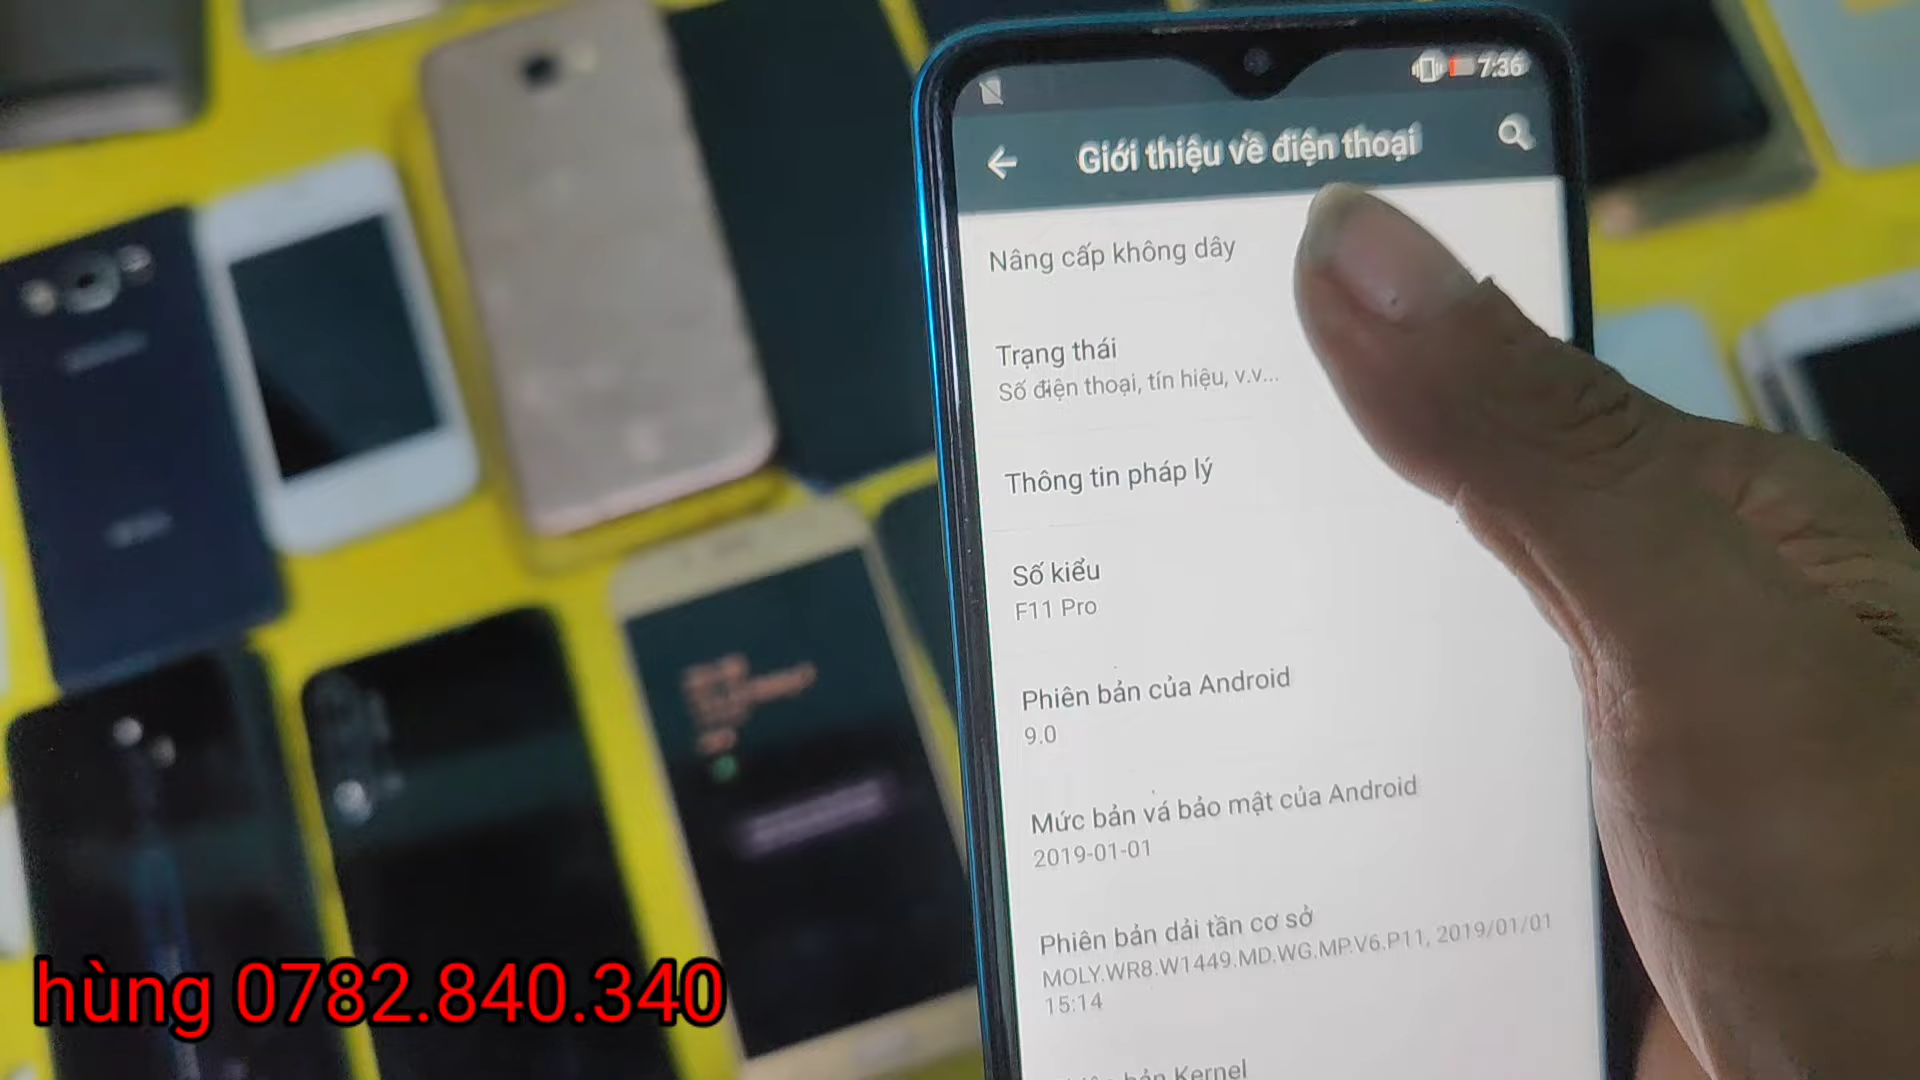 7:36
Giới thiệu về điện thoại
Nâng cấp không dây
Trạng thái
Số điện thoại, tín hiệu, v.v...
Thông tin pháp lý
Số kiểu
F11 Pro
Phiên bản của Android
9.0
Mức bản vá bảo mật của Android
2019-01-01
Phiên bản dải tần cơ sở
MOLY.WR8.W1449.MD.WG.MP.V6.P11, 2019/01/01
15:14
bản Kernel
hùng 0782.840.340